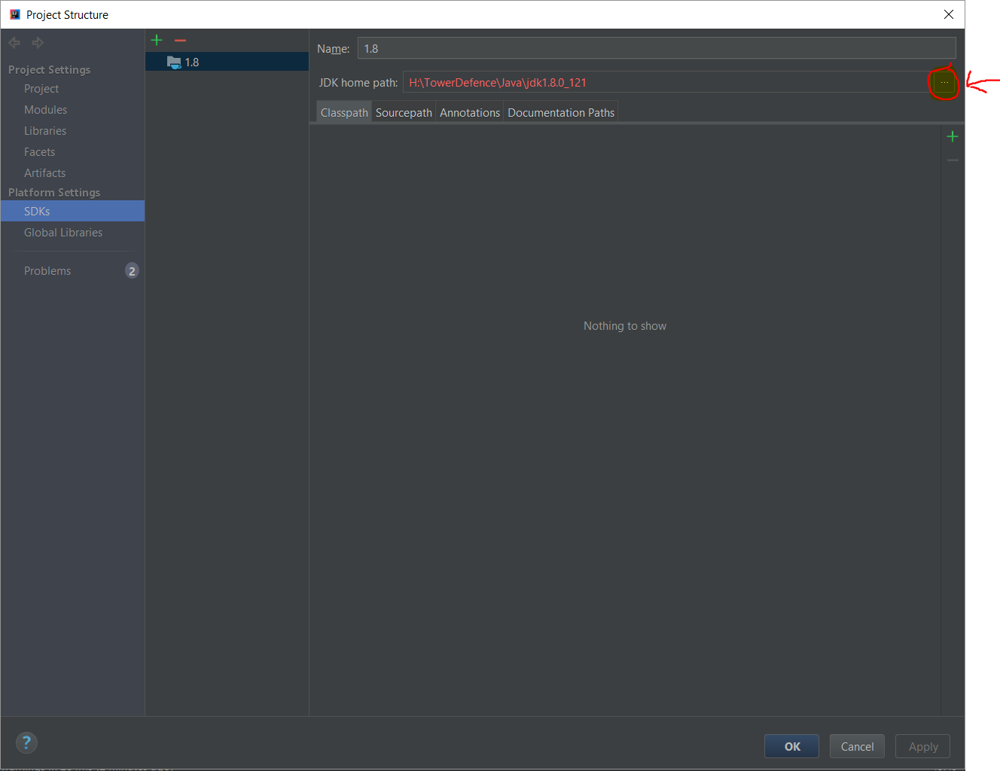 Project Structure
Project Settings
Project
Modules
Libraries
Facets
Artifacts
Platform Settings
SDKs
Global Libraries
Problems 2
1.8
Name: 1.8
JDK home path: H:\TowerDefence\Java\jdk1.8.0_121 ...
Classpath Sourcepath Annotations Documentation Paths
Nothing to show
? OK Cancel Apply